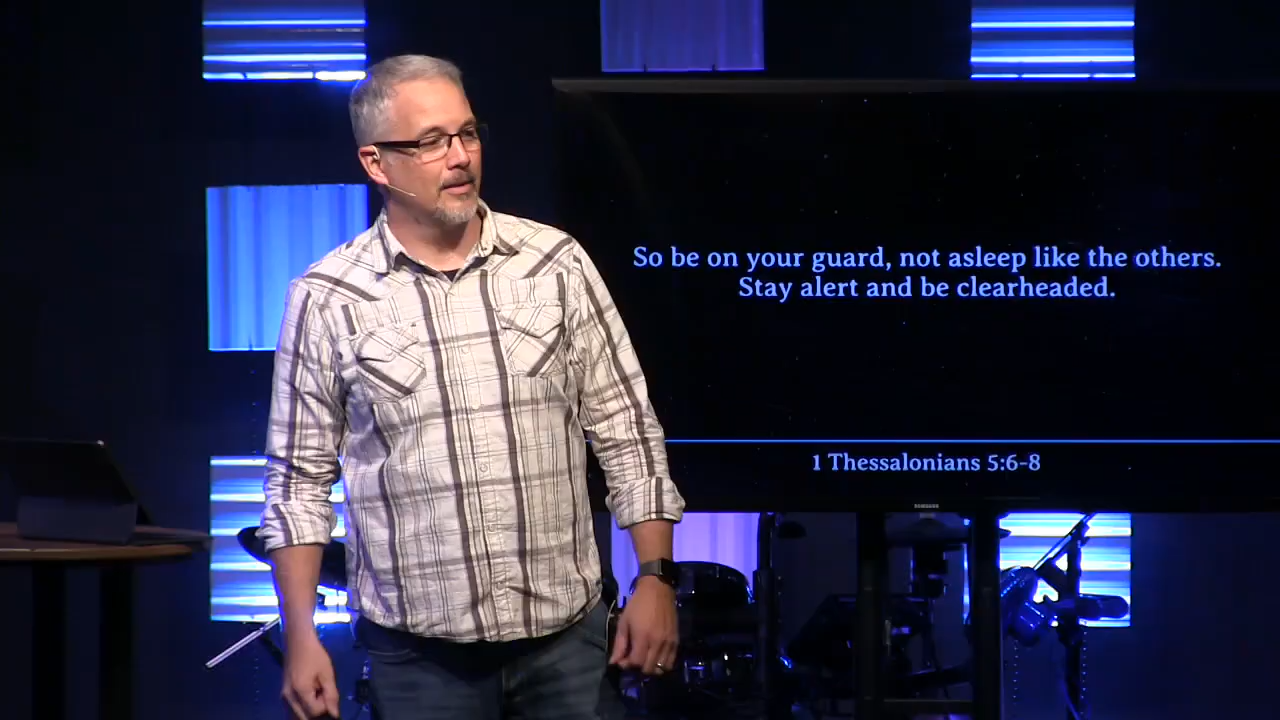 So be on your guard, not asleep like the others.
Stay alert and be clearheaded.
1 Thessalonians 5:6-8
SAMSUNG